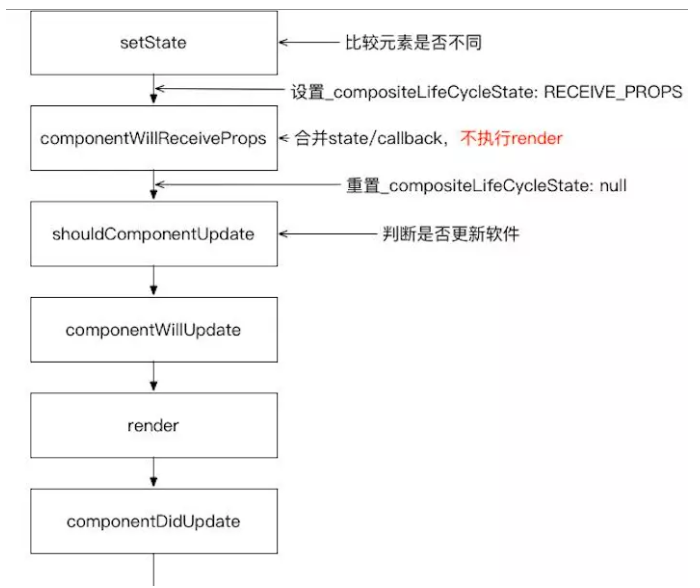 setState
比较元素是否不同
设置_compositeLifeCycleState: RECEIVE_PROPS
componentWillReceiveProps
合并state/callback，不执行render
重置_compositeLifeCycleState: null
shouldComponentUpdate
判断是否更新软件
componentWillUpdate
render
componentDidUpdate